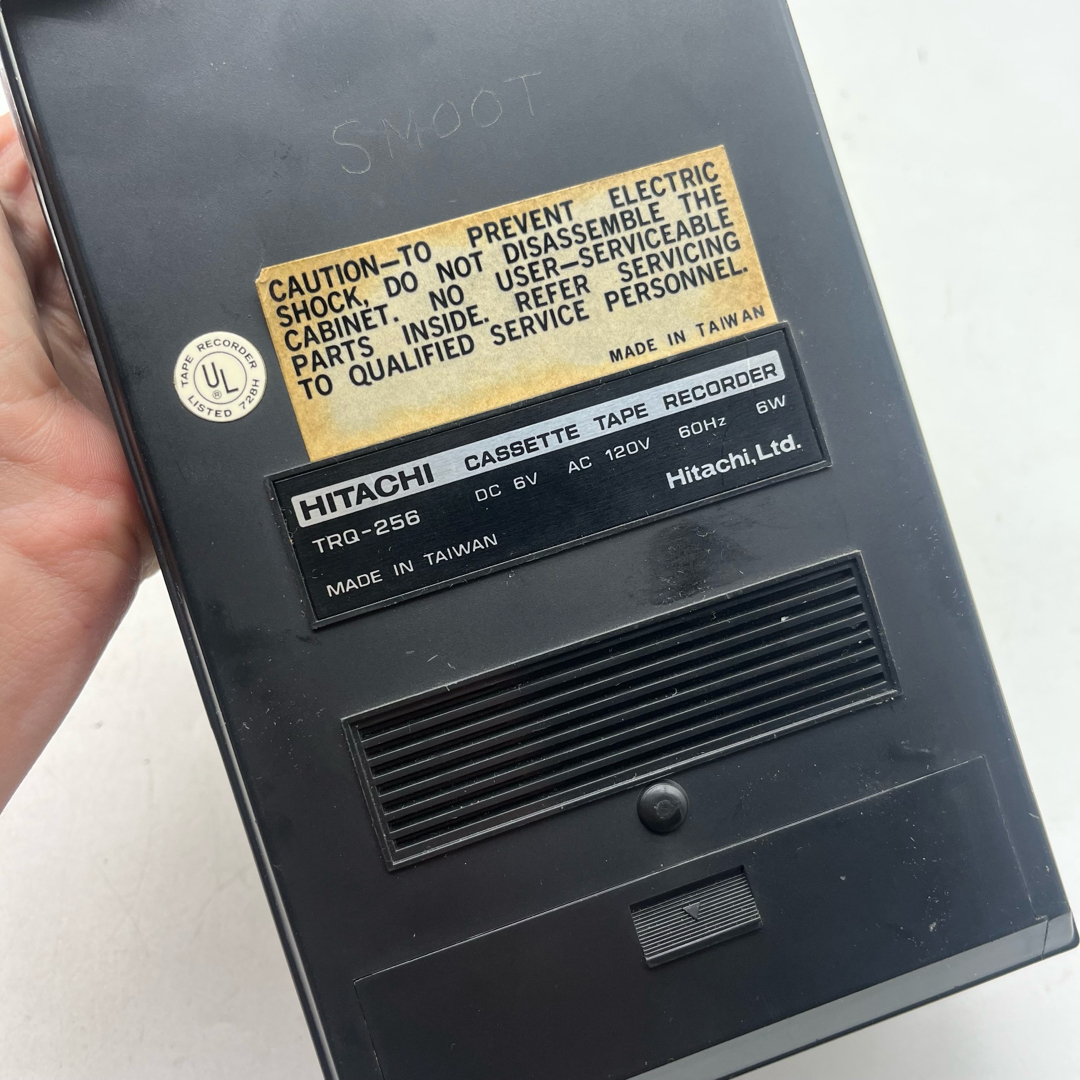 SMOOT
CAUTION—TO PREVENT ELECTRIC
SHOCK, DO NOT DISASSEMBLE THE
CABINET. NO USER—SERVICEABLE
PARTS INSIDE. REFER SERVICING
TO QUALIFIED SERVICE PERSONNEL.
MADE IN TAIWAN
TAPE RECORDER
UL
®
LISTED 728H
HITACHI CASSETTE TAPE RECORDER
TRQ-256 DC 6V AC 120V 60Hz 6W
MADE IN TAIWAN Hitachi, Ltd.